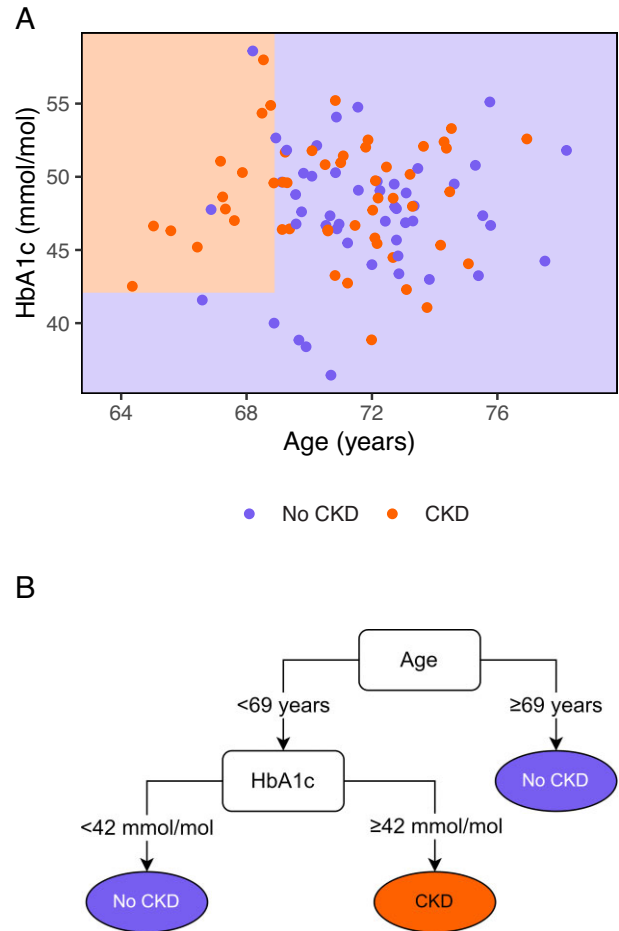 A
HbA1c (mmol/mol)
55
50
45
40
64 68 72 76
Age (years)
No CKD CKD
B
Age
<69 years ≥69 years
HbA1c No CKD
<42 mmol/mol ≥42 mmol/mol
No CKD CKD